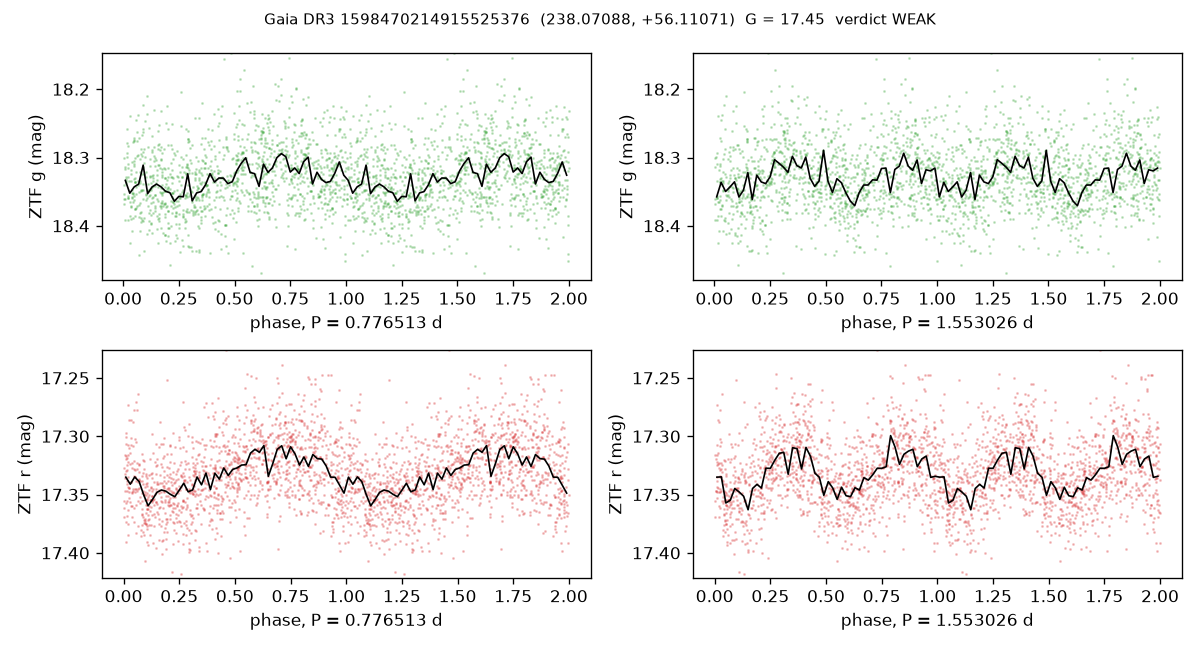 Gaia DR3 1598470214915525376  (238.07088, +56.11071)  G = 17.45  verdict WEAK
ZTF g (mag)
18.2
18.3
18.4
0.00 0.25 0.50 0.75 1.00 1.25 1.50 1.75 2.00
phase, P = 0.776513 d
ZTF g (mag)
18.2
18.3
18.4
0.00 0.25 0.50 0.75 1.00 1.25 1.50 1.75 2.00
phase, P = 1.553026 d
ZTF r (mag)
17.25
17.30
17.35
17.40
0.00 0.25 0.50 0.75 1.00 1.25 1.50 1.75 2.00
phase, P = 0.776513 d
ZTF r (mag)
17.25
17.30
17.35
17.40
0.00 0.25 0.50 0.75 1.00 1.25 1.50 1.75 2.00
phase, P = 1.553026 d